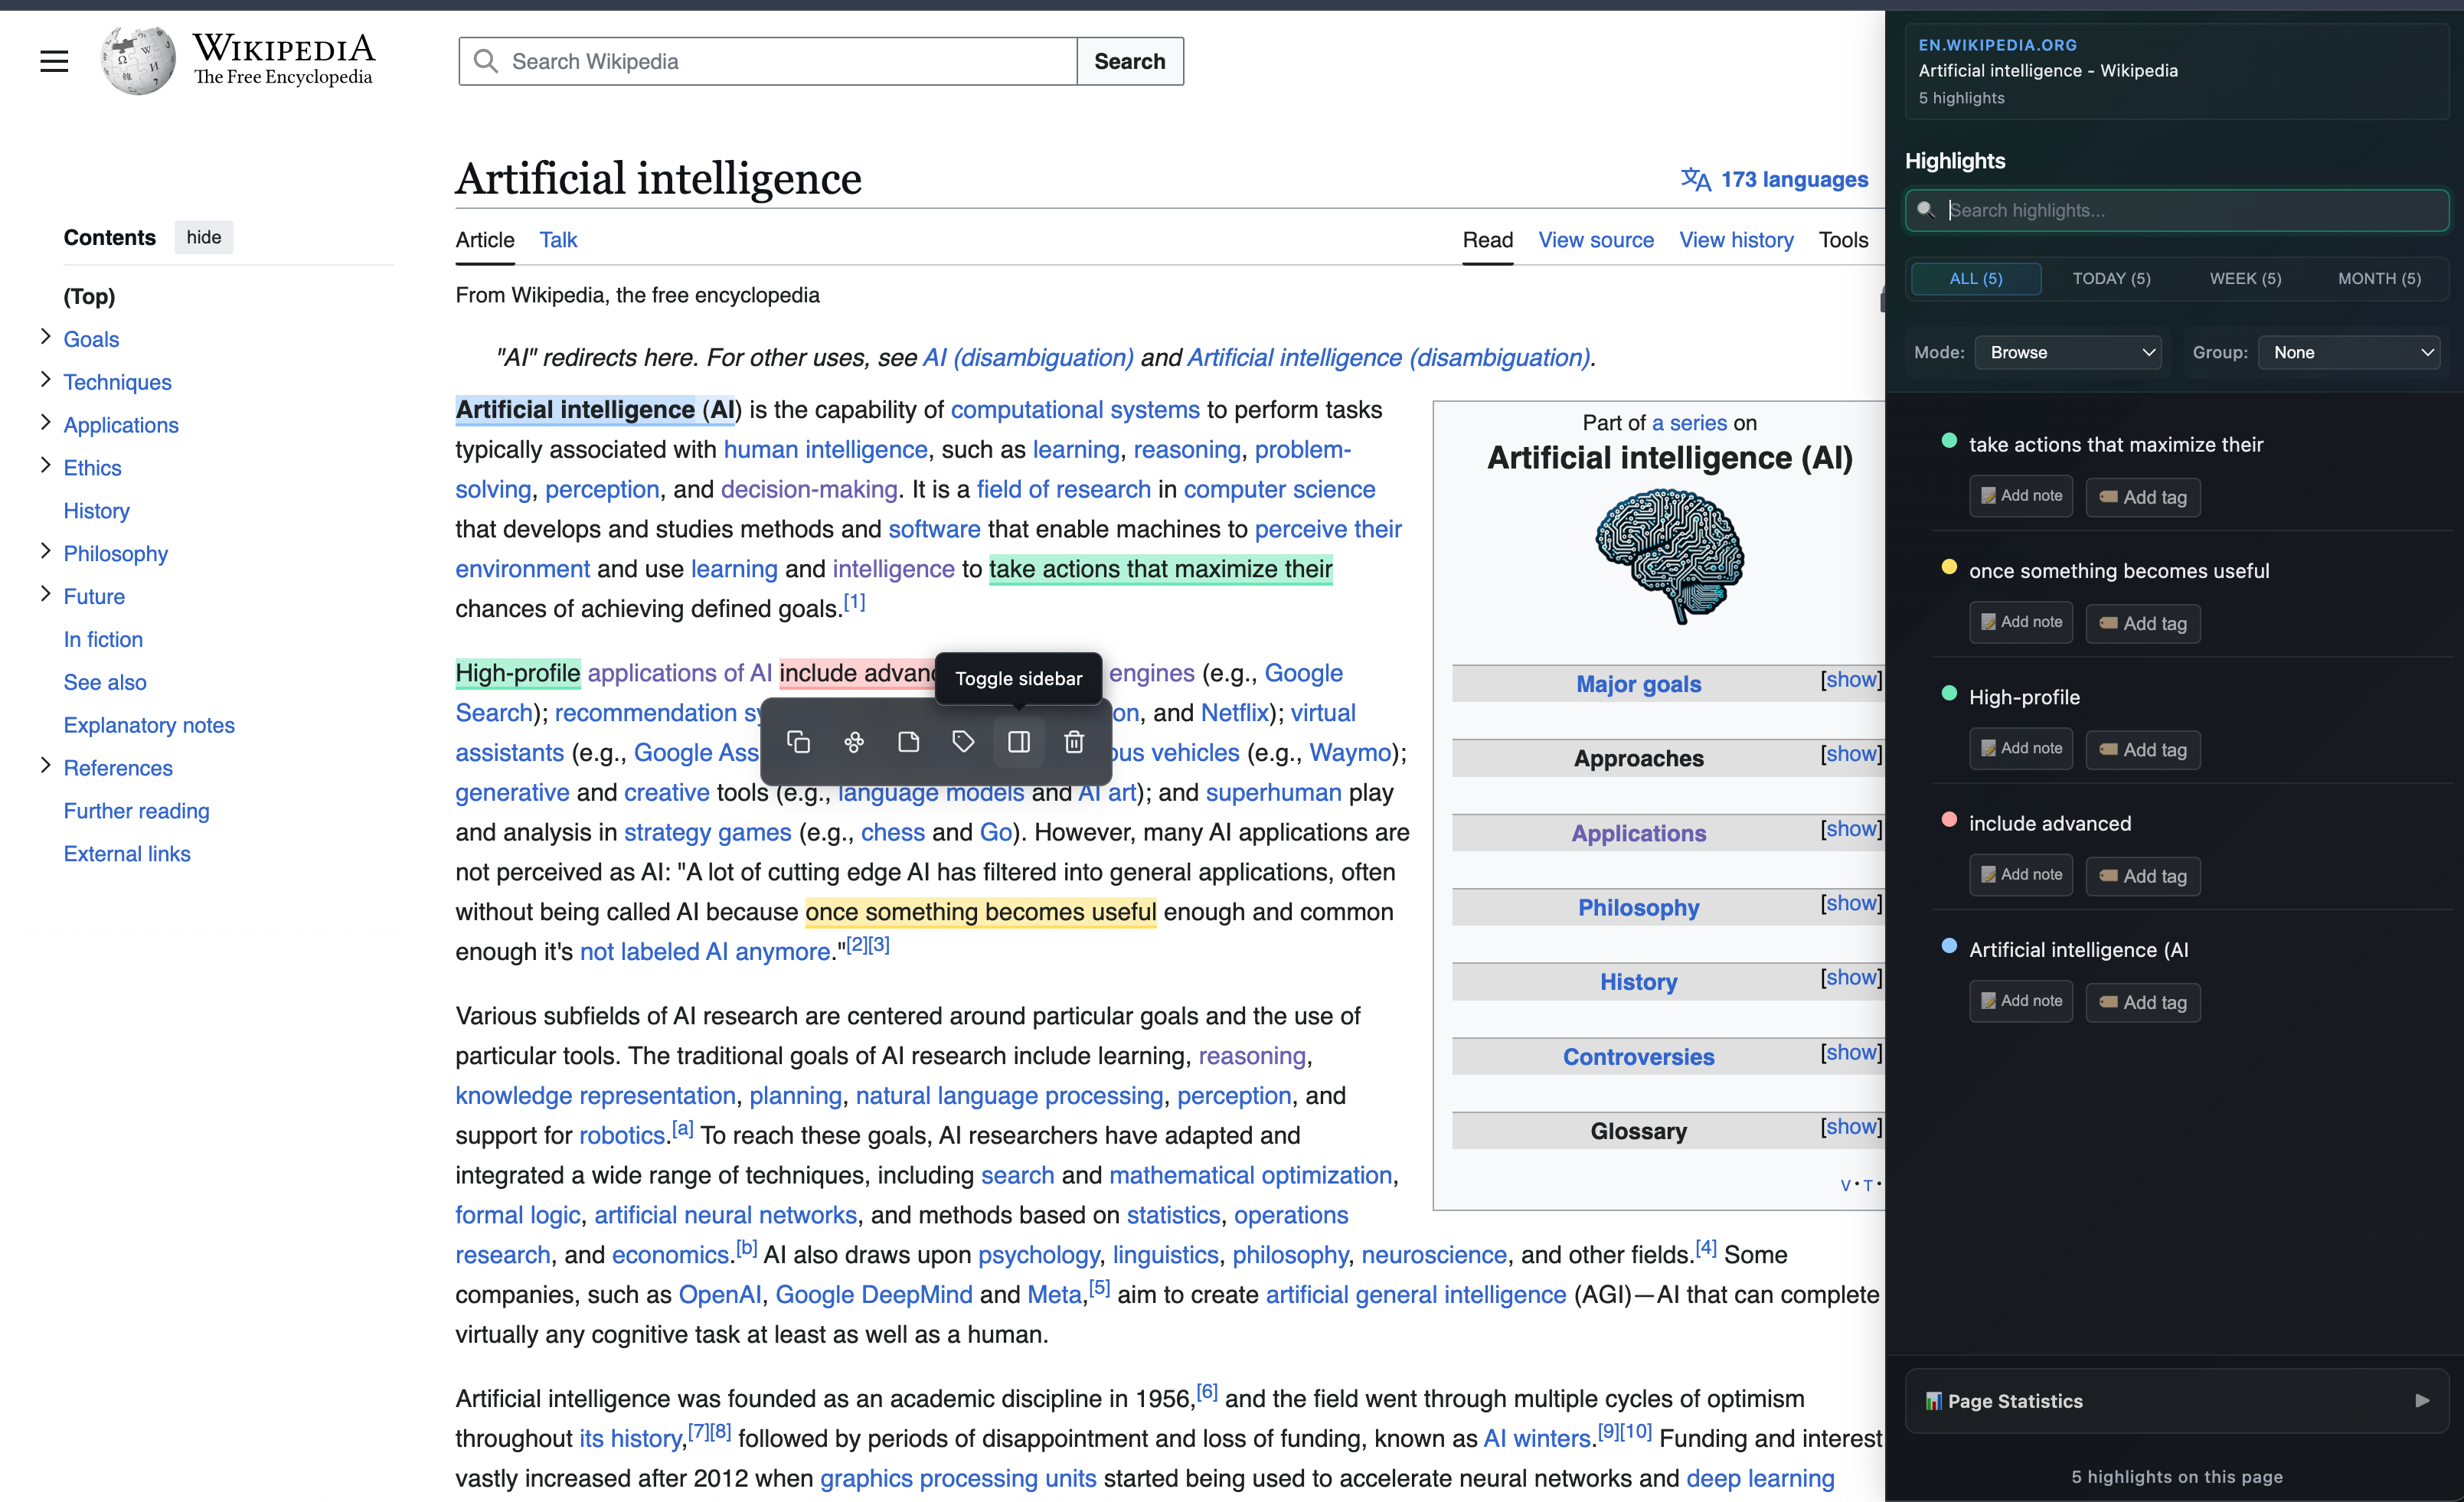 WIKIPEDIA
The Free Encyclopedia
Search Wikipedia
Search
Contents
hide
(Top)
Goals
Techniques
Applications
Ethics
History
Philosophy
Future
In fiction
See also
Explanatory notes
References
Further reading
External links
Artificial intelligence
173 languages
Article
Talk
Read
View source
View history
Tools
From Wikipedia, the free encyclopedia
"AI" redirects here. For other uses, see AI (disambiguation) and Artificial intelligence (disambiguation).
Artificial intelligence (AI) is the capability of computational systems to perform tasks
typically associated with human intelligence, such as learning, reasoning, problem-
solving, perception, and decision-making. It is a field of research in computer science
that develops and studies methods and software that enable machines to perceive their
environment and use learning and intelligence to take actions that maximize their
chances of achieving defined goals.[1]
High-profile applications of AI include advanc
Toggle sidebar
engines (e.g., Google
Search); recommendation sy
on, and Netflix); virtual
assistants (e.g., Google Ass
ous vehicles (e.g., Waymo);
generative and creative tools (e.g., language models and AI art); and superhuman play
and analysis in strategy games (e.g., chess and Go). However, many AI applications are
not perceived as AI: "A lot of cutting edge AI has filtered into general applications, often
without being called AI because once something becomes useful enough and common
enough it's not labeled AI anymore."[2][3]
Various subfields of AI research are centered around particular goals and the use of
particular tools. The traditional goals of AI research include learning, reasoning,
knowledge representation, planning, natural language processing, perception, and
support for robotics.[a] To reach these goals, AI researchers have adapted and
integrated a wide range of techniques, including search and mathematical optimization,
formal logic, artificial neural networks, and methods based on statistics, operations
research, and economics.[b] AI also draws upon psychology, linguistics, philosophy, neuroscience, and other fields.[4] Some
companies, such as OpenAI, Google DeepMind and Meta,[5] aim to create artificial general intelligence (AGI)—AI that can complete
virtually any cognitive task at least as well as a human.
Artificial intelligence was founded as an academic discipline in 1956,[6] and the field went through multiple cycles of optimism
throughout its history,[7][8] followed by periods of disappointment and loss of funding, known as AI winters.[9][10] Funding and interest
vastly increased after 2012 when graphics processing units started being used to accelerate neural networks and deep learning
Part of a series on
Artificial intelligence (AI)
Major goals [show]
Approaches [show]
Applications [show]
Philosophy [show]
History [show]
Controversies [show]
Glossary [show]
V • T •
EN.WIKIPEDIA.ORG
Artificial intelligence - Wikipedia
5 highlights
Highlights
Search highlights...
ALL (5)
TODAY (5)
WEEK (5)
MONTH (5)
Mode: Browse
Group: None
take actions that maximize their
Add note
Add tag
once something becomes useful
Add note
Add tag
High-profile
Add note
Add tag
include advanced
Add note
Add tag
Artificial intelligence (AI
Add note
Add tag
Page Statistics
5 highlights on this page